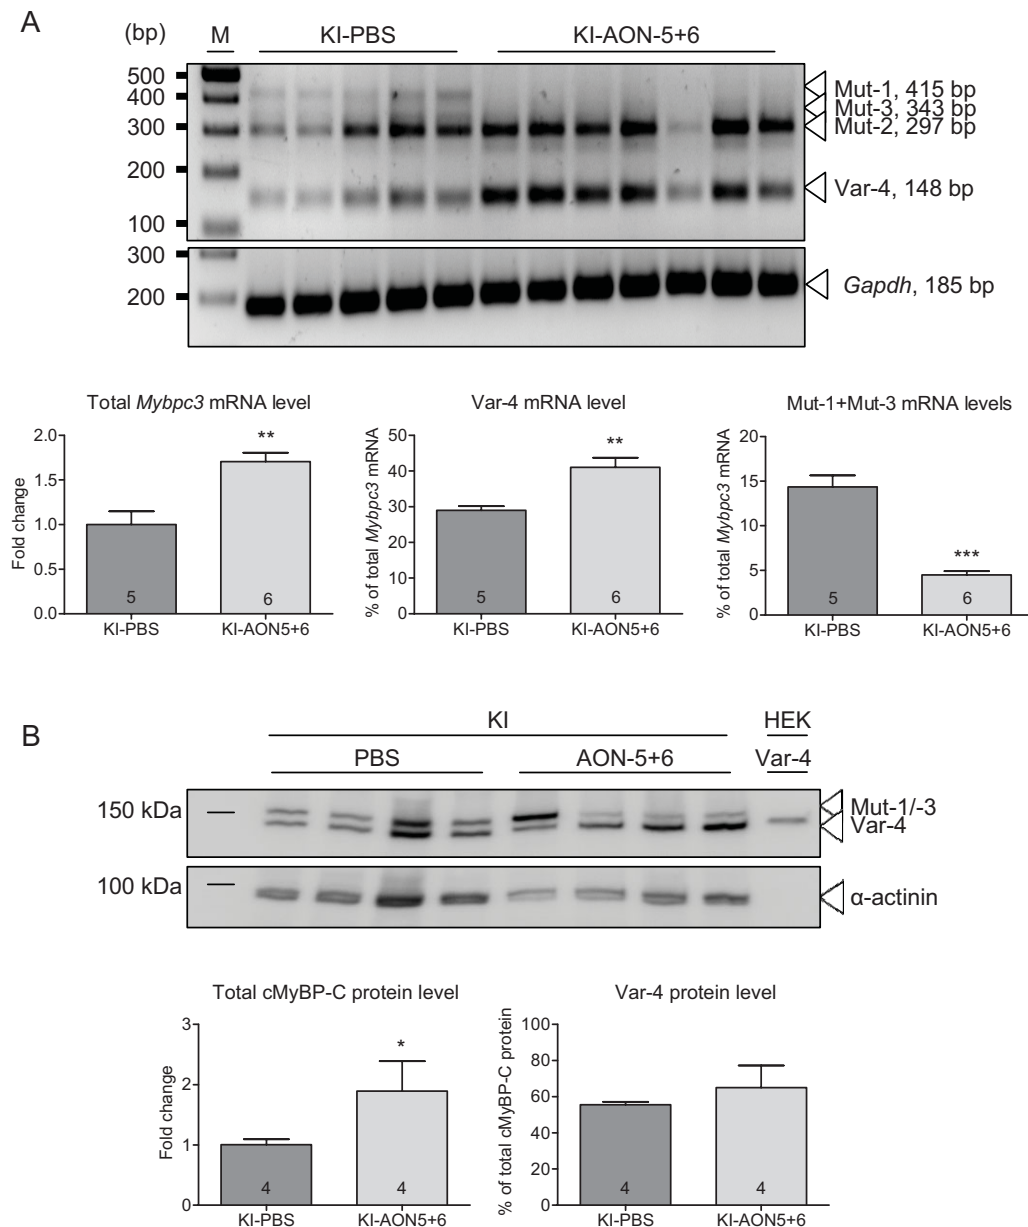 A
(bp) M KI-PBS KI-AON-5+6
500
400
300
200
100
Mut-1, 415 bp
Mut-3, 343 bp
Mut-2, 297 bp
Var-4, 148 bp
300
200
Gapdh, 185 bp
Total Mybpc3 mRNA level
Fold change
2.0
1.5
1.0
0.5
0.0
**
5
6
KI-PBS KI-AON5+6
Var-4 mRNA level
% of total Mybpc3 mRNA
50
40
30
20
10
0
**
5
6
KI-PBS KI-AON5+6
Mut-1+Mut-3 mRNA levels
% of total Mybpc3 mRNA
20
15
10
5
0
***
5
6
KI-PBS KI-AON5+6
B
KI HEK
PBS AON-5+6 Var-4
150 kDa
Mut-1/-3
Var-4
100 kDa
α-actinin
Total cMyBP-C protein level
Fold change
3
2
1
0
*
4
4
KI-PBS KI-AON5+6
Var-4 protein level
% of total cMyBP-C protein
100
80
60
40
20
0
4
4
KI-PBS KI-AON5+6